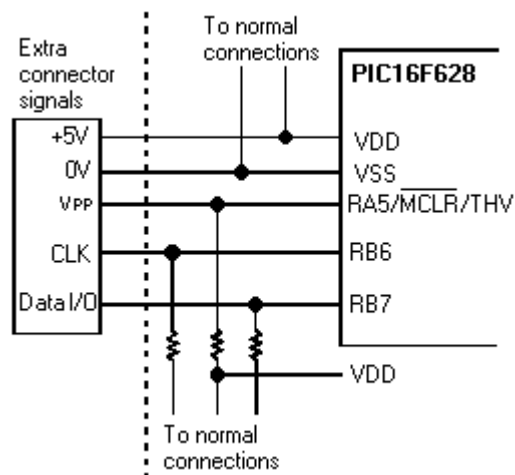 To normal
connections
Extra
connector
signals
PIC16F628
+5V
VDD
0V
VSS
VPP
RA5/MCLR/THV
CLK
RB6
Data I/O
RB7
VDD
To normal
connections